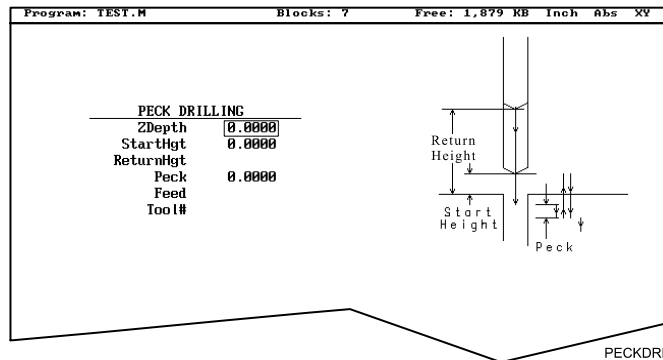 Program: TEST.M Blocks: 7 Free: 1,879 KB Inch Abs XY
PECK DRILLING
ZDepth 0.0000
StartHgt 0.0000
ReturnHgt
Peck 0.0000
Feed
Tool#
Return
Height
Start
Height
Peck
PECKDRI